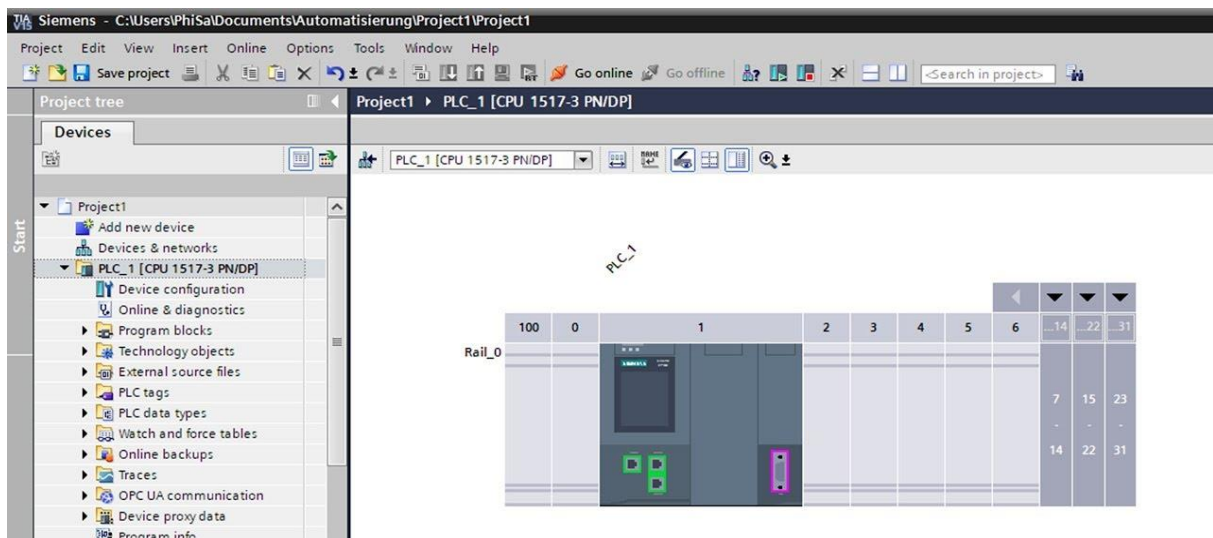 TIA V15 Siemens - C:\Users\PhiSa\Documents\Automatisierung\Project1\Project1
Project Edit View Insert Online Options Tools Window Help
Save project Go online Go offline <Search in project>
Project tree
Project1 PLC_1 [CPU 1517-3 PN/DP]
Devices
PLC_1 [CPU 1517-3 PN/DP]
Start
Project1
Add new device
Devices & networks
PLC_1 [CPU 1517-3 PN/DP]
Device configuration
Online & diagnostics
Program blocks
Technology objects
External source files
PLC tags
PLC data types
Watch and force tables
Online backups
Traces
OPC UA communication
Device proxy data
Program info
PLC_1
100 0 1 2 3 4 5 6 ...14 ...22 ...31
Rail_0
SIEMENS
7 15 23
- - -
14 22 31